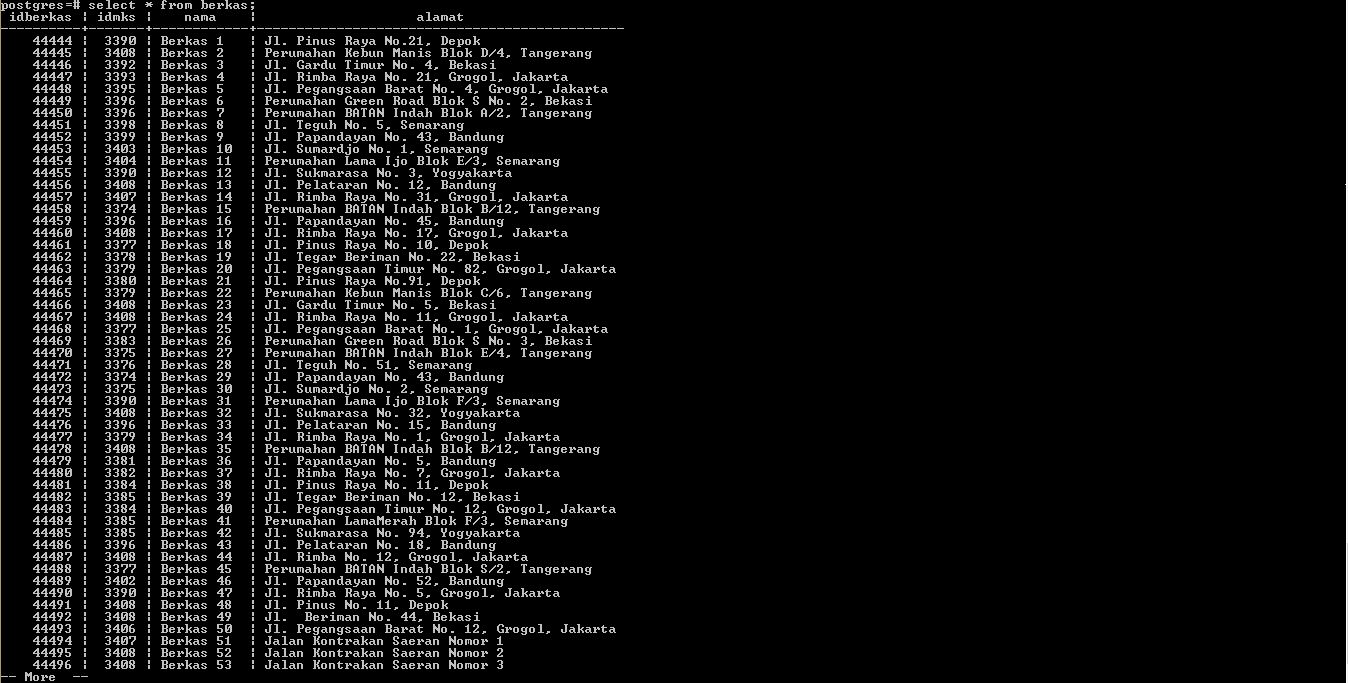 postgres=# select * from berkas;
 idberkas | idmks |   nama    |                    alamat
----------+-------+-----------+----------------------------------------------
    44444 |  3390 | Berkas 1  | Jl. Pinus Raya No.21, Depok
    44445 |  3408 | Berkas 2  | Perumahan Kebun Manis Blok D/4, Tangerang
    44446 |  3392 | Berkas 3  | Jl. Gardu Timur No. 4, Bekasi
    44447 |  3393 | Berkas 4  | Jl. Rimba Raya No. 21, Grogol, Jakarta
    44448 |  3395 | Berkas 5  | Jl. Pegangsaan Barat No. 4, Grogol, Jakarta
    44449 |  3396 | Berkas 6  | Perumahan Green Road Blok S No. 2, Bekasi
    44450 |  3396 | Berkas 7  | Perumahan BATAN Indah Blok A/2, Tangerang
    44451 |  3398 | Berkas 8  | Jl. Teguh No. 5, Semarang
    44452 |  3399 | Berkas 9  | Jl. Papandayan No. 43, Bandung
    44453 |  3403 | Berkas 10 | Jl. Sumardjo No. 1, Semarang
    44454 |  3404 | Berkas 11 | Perumahan Lama Ijo Blok E/3, Semarang
    44455 |  3390 | Berkas 12 | Jl. Sukmarasa No. 3, Yogyakarta
    44456 |  3408 | Berkas 13 | Jl. Pelataran No. 12, Bandung
    44457 |  3407 | Berkas 14 | Jl. Rimba Raya No. 31, Grogol, Jakarta
    44458 |  3374 | Berkas 15 | Perumahan BATAN Indah Blok B/12, Tangerang
    44459 |  3396 | Berkas 16 | Jl. Papandayan No. 45, Bandung
    44460 |  3408 | Berkas 17 | Jl. Rimba Raya No. 17, Grogol, Jakarta
    44461 |  3377 | Berkas 18 | Jl. Pinus Raya No. 10, Depok
    44462 |  3378 | Berkas 19 | Jl. Tegar Beriman No. 22, Bekasi
    44463 |  3379 | Berkas 20 | Jl. Pegangsaan Timur No. 82, Grogol, Jakarta
    44464 |  3380 | Berkas 21 | Jl. Pinus Raya No.91, Depok
    44465 |  3379 | Berkas 22 | Perumahan Kebun Manis Blok C/6, Tangerang
    44466 |  3408 | Berkas 23 | Jl. Gardu Timur No. 5, Bekasi
    44467 |  3408 | Berkas 24 | Jl. Rimba Raya No. 11, Grogol, Jakarta
    44468 |  3377 | Berkas 25 | Jl. Pegangsaan Barat No. 1, Grogol, Jakarta
    44469 |  3383 | Berkas 26 | Perumahan Green Road Blok S No. 3, Bekasi
    44470 |  3375 | Berkas 27 | Perumahan BATAN Indah Blok E/4, Tangerang
    44471 |  3376 | Berkas 28 | Jl. Teguh No. 51, Semarang
    44472 |  3374 | Berkas 29 | Jl. Papandayan No. 43, Bandung
    44473 |  3375 | Berkas 30 | Jl. Sumardjo No. 2, Semarang
    44474 |  3390 | Berkas 31 | Perumahan Lama Ijo Blok F/3, Semarang
    44475 |  3408 | Berkas 32 | Jl. Sukmarasa No. 32, Yogyakarta
    44476 |  3396 | Berkas 33 | Jl. Pelataran No. 15, Bandung
    44477 |  3379 | Berkas 34 | Jl. Rimba Raya No. 1, Grogol, Jakarta
    44478 |  3408 | Berkas 35 | Perumahan BATAN Indah Blok B/12, Tangerang
    44479 |  3381 | Berkas 36 | Jl. Papandayan No. 5, Bandung
    44480 |  3382 | Berkas 37 | Jl. Rimba Raya No. 7, Grogol, Jakarta
    44481 |  3384 | Berkas 38 | Jl. Pinus Raya No. 11, Depok
    44482 |  3385 | Berkas 39 | Jl. Tegar Beriman No. 12, Bekasi
    44483 |  3384 | Berkas 40 | Jl. Pegangsaan Timur No. 12, Grogol, Jakarta
    44484 |  3385 | Berkas 41 | Perumahan LamaMerah Blok F/3, Semarang
    44485 |  3385 | Berkas 42 | Jl. Sukmarasa No. 94, Yogyakarta
    44486 |  3396 | Berkas 43 | Jl. Pelataran No. 18, Bandung
    44487 |  3408 | Berkas 44 | Jl. Rimba No. 12, Grogol, Jakarta
    44488 |  3377 | Berkas 45 | Perumahan BATAN Indah Blok S/2, Tangerang
    44489 |  3402 | Berkas 46 | Jl. Papandayan No. 52, Bandung
    44490 |  3390 | Berkas 47 | Jl. Rimba Raya No. 5, Grogol, Jakarta
    44491 |  3408 | Berkas 48 | Jl. Pinus No. 11, Depok
    44492 |  3408 | Berkas 49 | Jl.  Beriman No. 44, Bekasi
    44493 |  3406 | Berkas 50 | Jl. Pegangsaan Barat No. 12, Grogol, Jakarta
    44494 |  3407 | Berkas 51 | Jalan Kontrakan Saeran Nomor 1
    44495 |  3408 | Berkas 52 | Jalan Kontrakan Saeran Nomor 2
    44496 |  3408 | Berkas 53 | Jalan Kontrakan Saeran Nomor 3
-- More  --